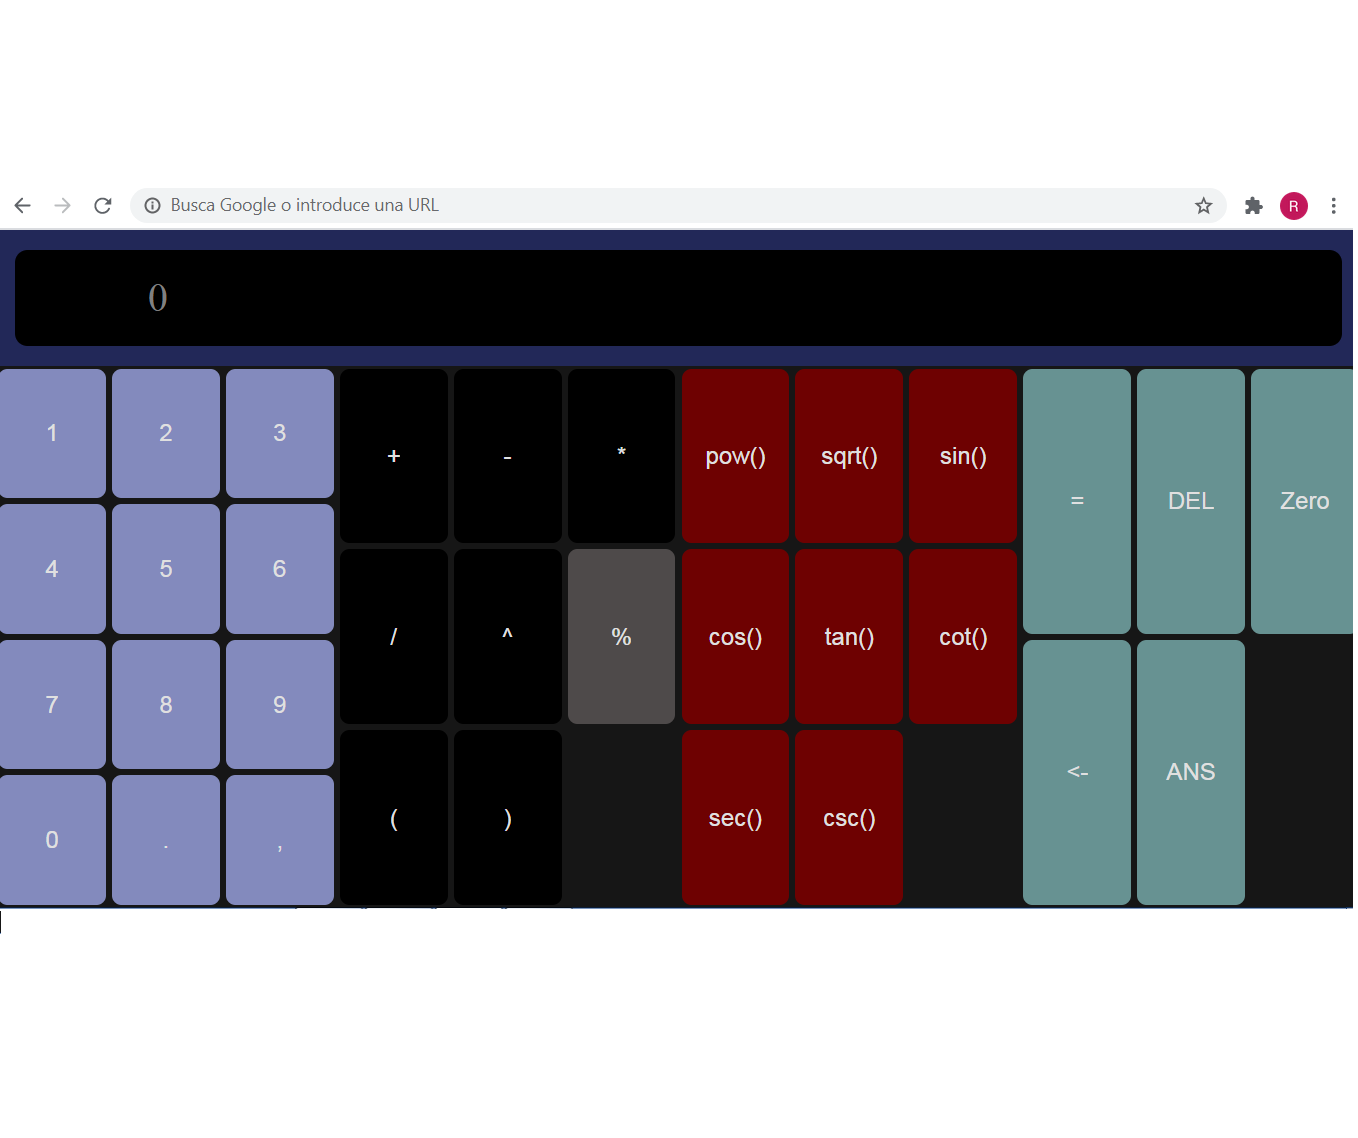 Busca Google o introduce una URL
R
0
1 2 3
4 5 6
7 8 9
0 . ,
+ - *
/ ^ %
( )
pow() sqrt() sin()
cos() tan() cot()
sec() csc()
= DEL Zero
<- ANS